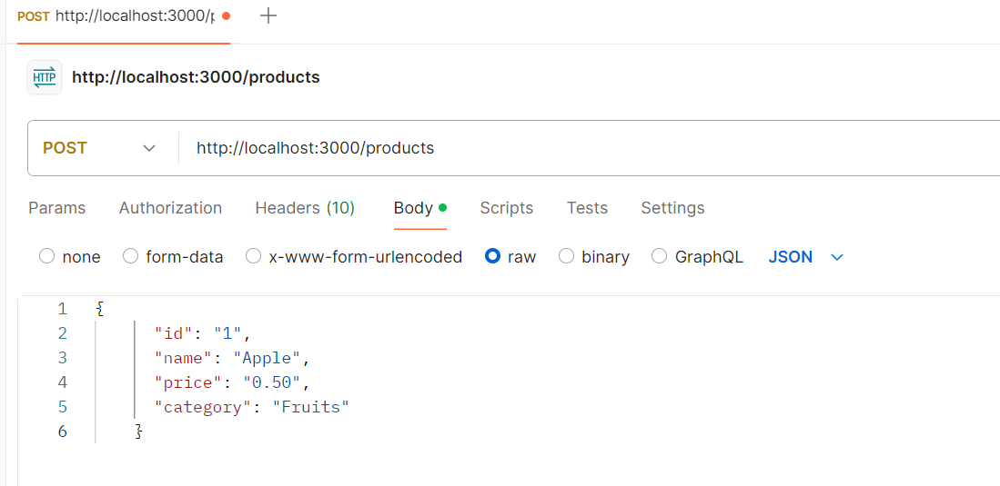 POST http://localhost:3000/p
HTTP http://localhost:3000/products
POST http://localhost:3000/products
Params Authorization Headers (10) Body Scripts Tests Settings
none form-data x-www-form-urlencoded raw binary GraphQL JSON
1 {
2 "id": "1",
3 "name": "Apple",
4 "price": "0.50",
5 "category": "Fruits"
6 }